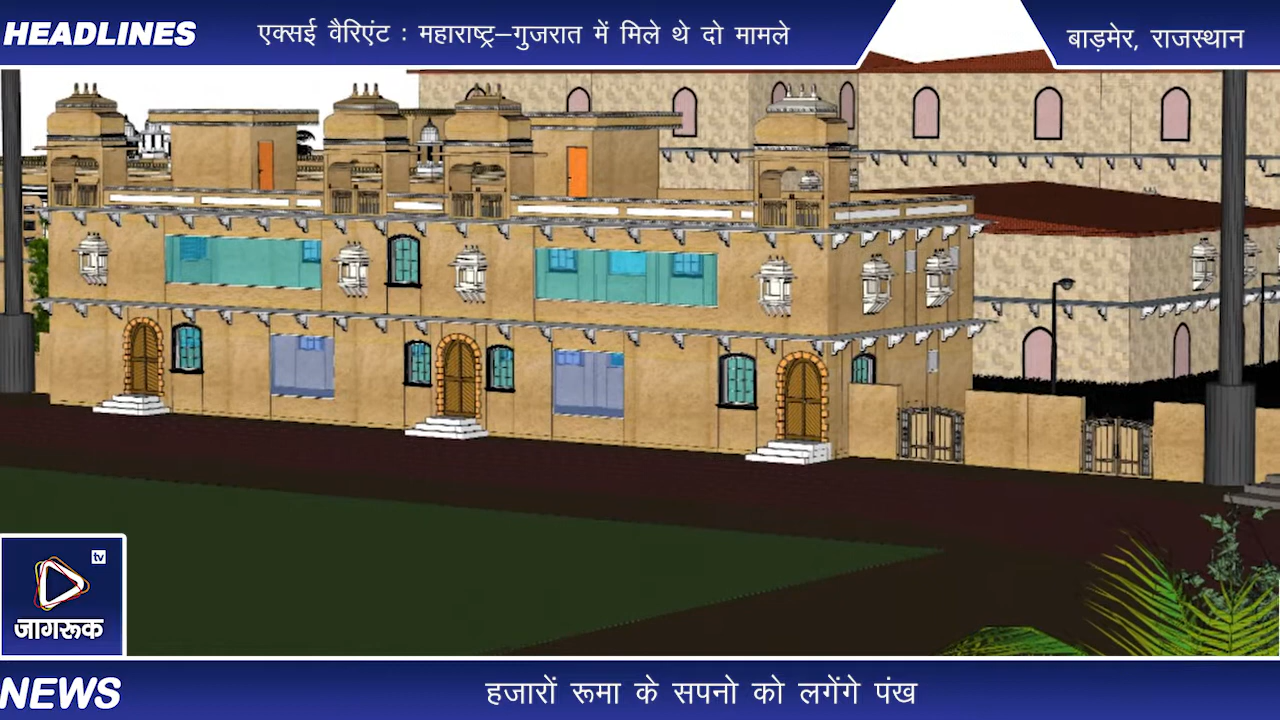 HEADLINES
एक्सई वैरिएंट : महाराष्ट्र–गुजरात में मिले थे दो मामले
बाड़मेर, राजस्थान
tv
जागरूक
NEWS
हजारों रूमा के सपनो को लगेंगे पंख